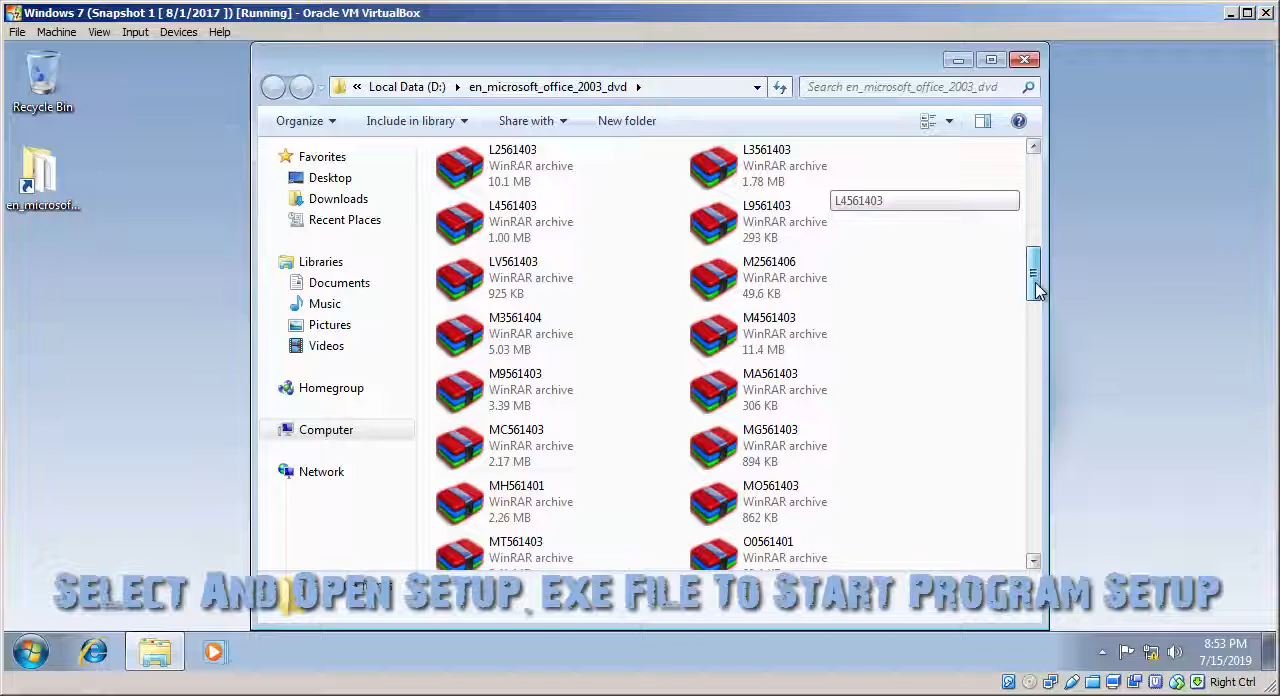 Windows 7 (Snapshot 1 [ 8/1/2017 ]) [Running] - Oracle VM VirtualBox
File Machine View Input Devices Help
Recycle Bin
en_microsof...
« Local Data (D:) en_microsoft_office_2003_dvd
Search en_microsoft_office_2003_dvd
Organize Include in library Share with New folder
Favorites
Desktop
Downloads
Recent Places
Libraries
Documents
Music
Pictures
Videos
Homegroup
Computer
Network
L2561403
WinRAR archive
10.1 MB
L3561403
WinRAR archive
1.78 MB
L4561403
WinRAR archive
1.00 MB
L9561403
WinRAR archive
293 KB
L4561403
LV561403
WinRAR archive
925 KB
M2561406
WinRAR archive
49.6 KB
M3561404
WinRAR archive
5.03 MB
M4561403
WinRAR archive
11.4 MB
M9561403
WinRAR archive
3.39 MB
MA561403
WinRAR archive
306 KB
MC561403
WinRAR archive
2.17 MB
MG561403
WinRAR archive
894 KB
MH561401
WinRAR archive
2.26 MB
MO561403
WinRAR archive
862 KB
MT561403
WinRAR archive
O0561401
WinRAR archive
Select And Open Setup.exe File To Start Program Setup
8:53 PM
7/15/2019
Right Ctrl